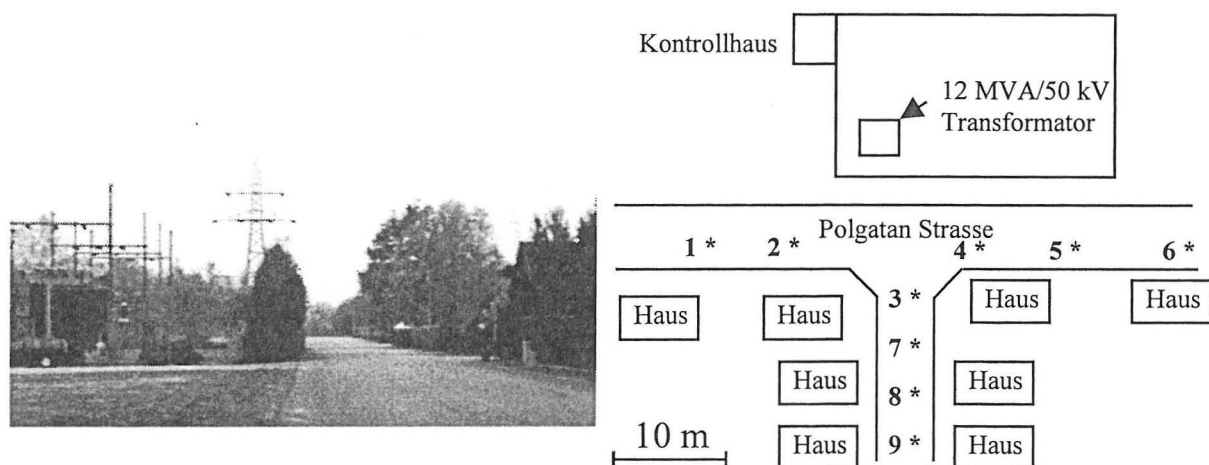 Kontrollhaus
12 MVA/50 kV
Transformator
Polgatan Strasse
1 * 2 * 4 * 5 * 6 *
3 *
Haus Haus Haus Haus
7 *
Haus 8 * Haus
Haus 9 * Haus
10 m